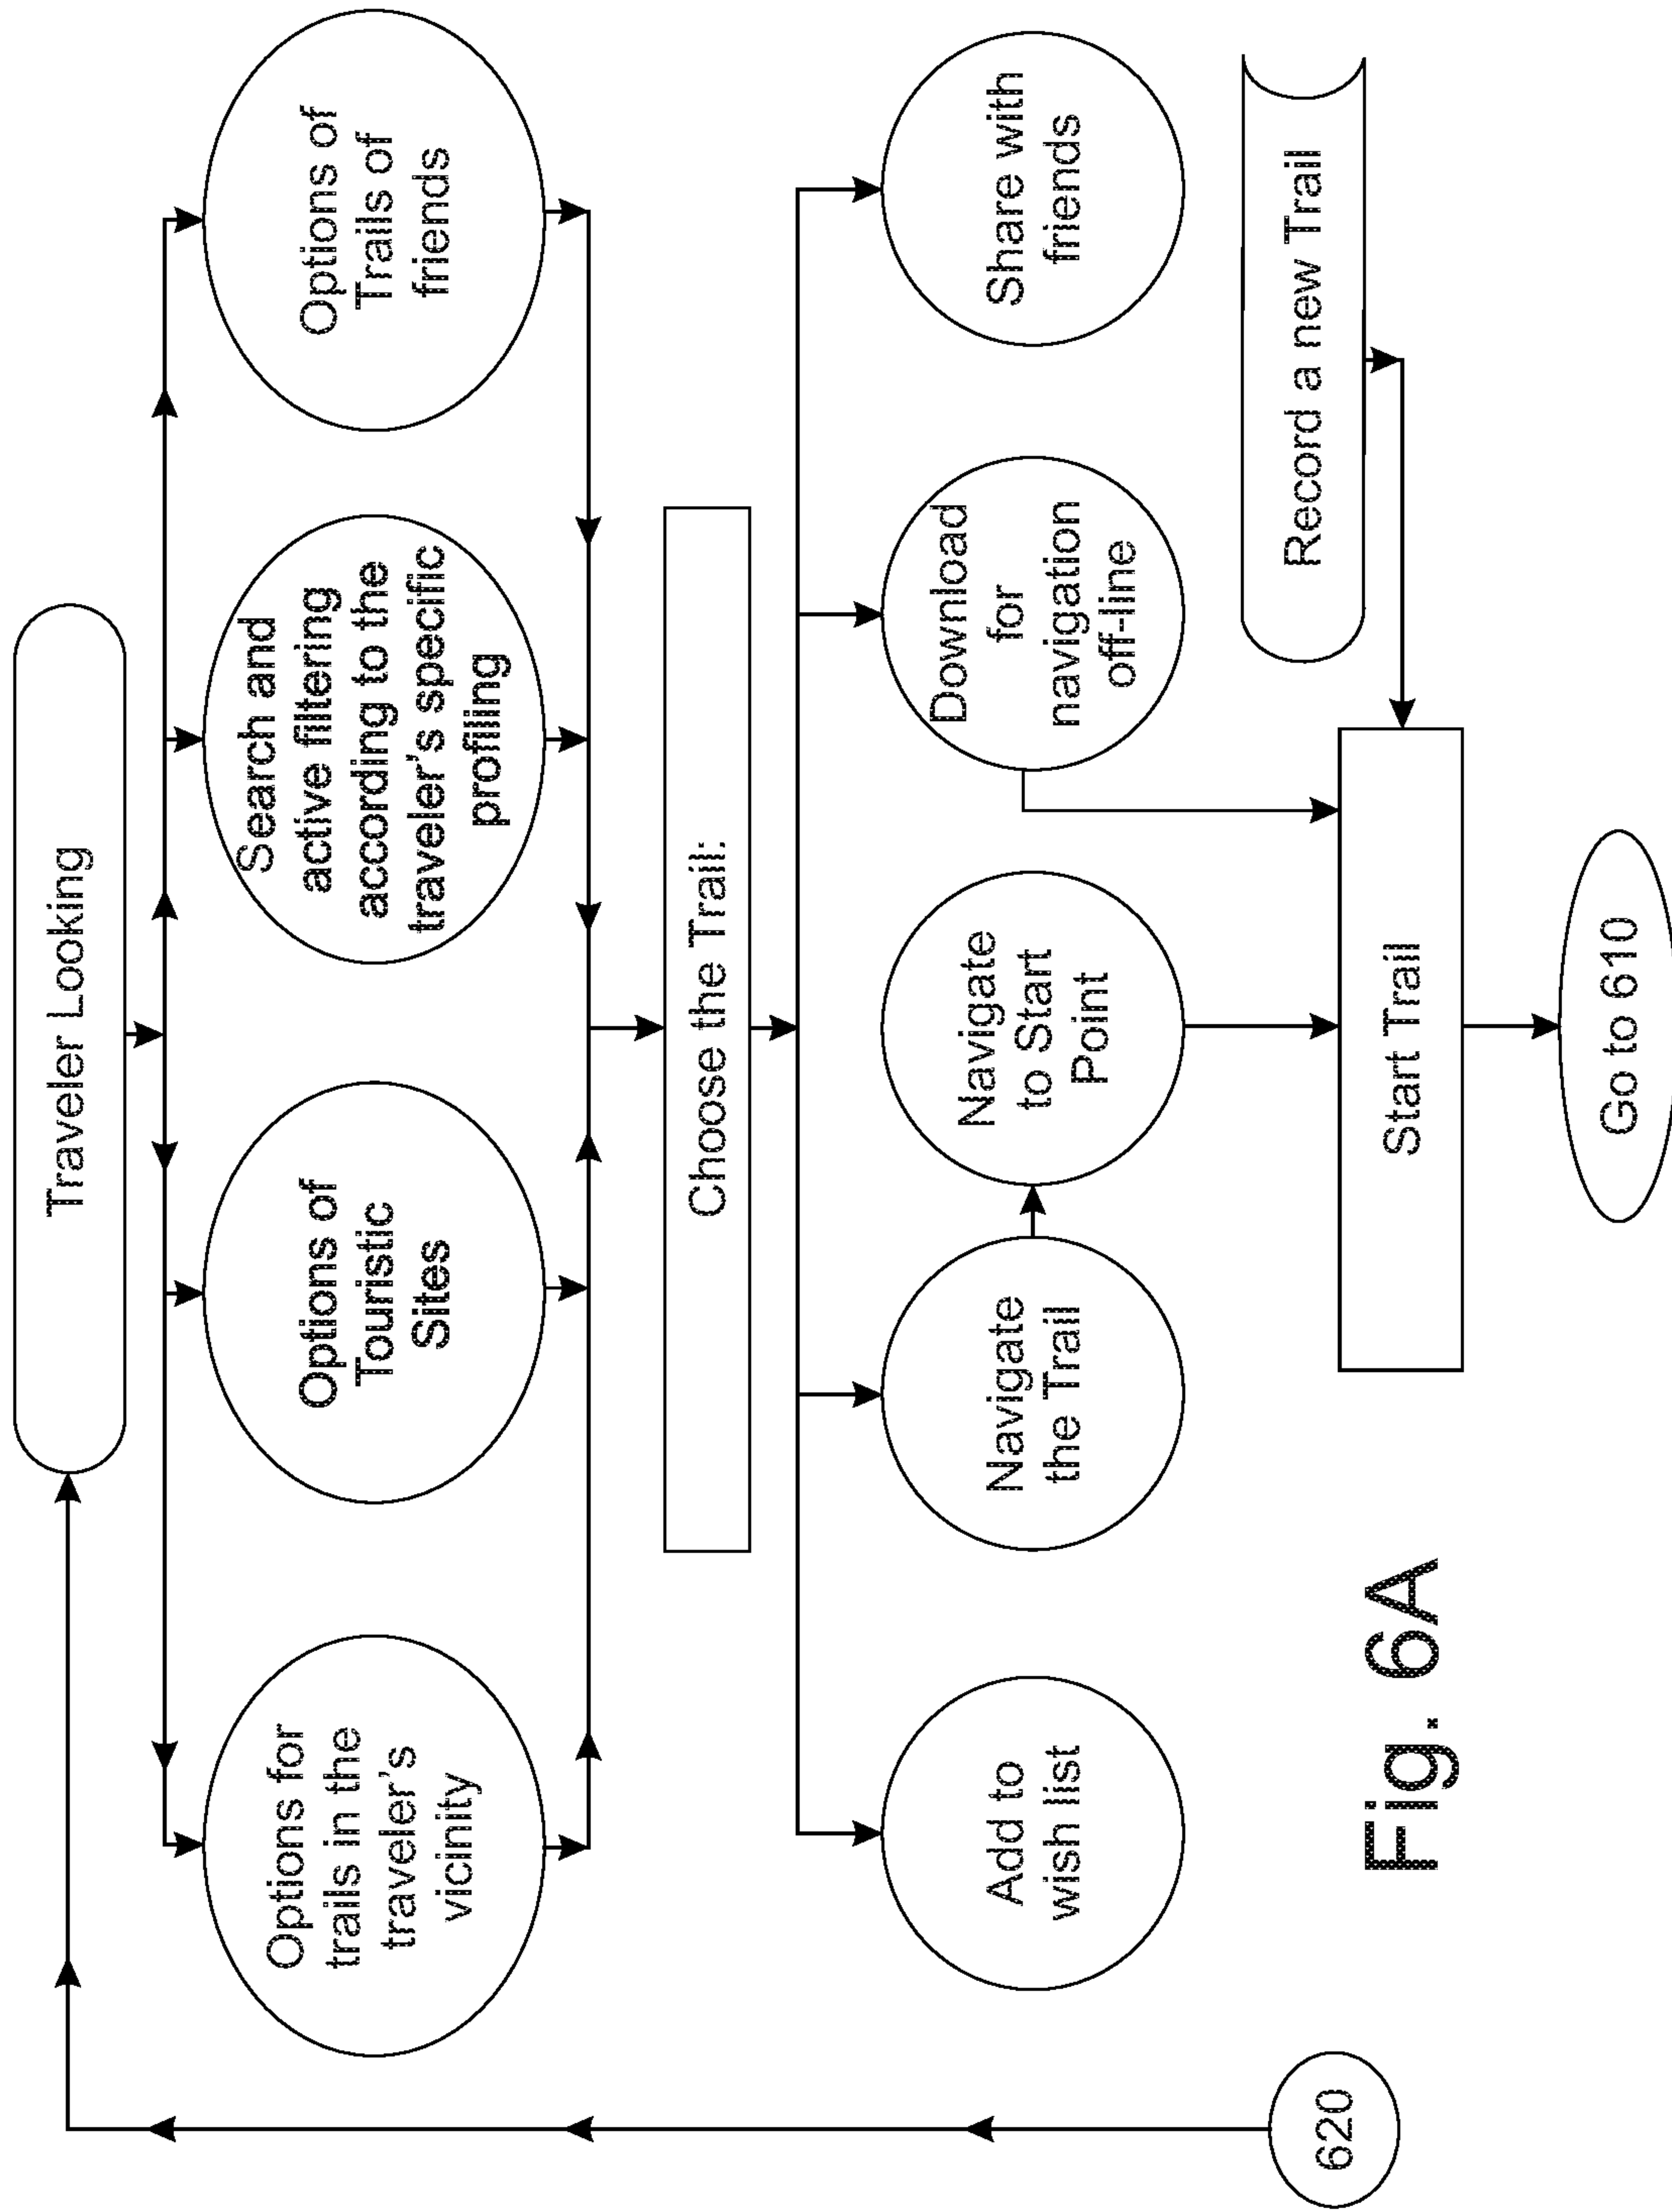 Traveler Looking
Options for
trails in the
traveler's
vicinity
Options of
Touristic
Sites
Search and
active filtering
according to the
traveler's specific
profiling
Options of
Trails of
friends
Choose the Trail:
Add to
wish list
Navigate
the Trail
Navigate
to Start
Point
Download
for
navigation
off-line
Share with
friends
Record a new Trail
Start Trail
Go to 610
620
Fig. 6A